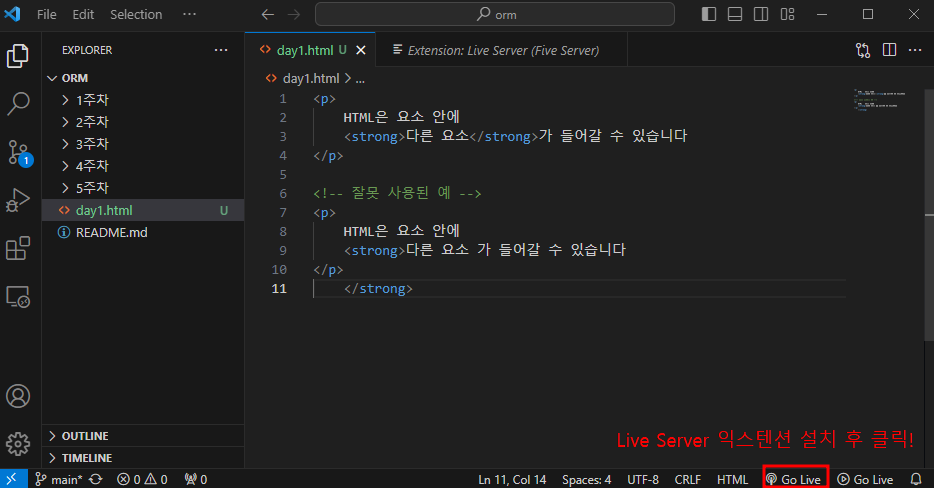 File Edit Selection ··· orm
EXPLORER ···
day1.html U
Extension: Live Server (Five Server)
···
ORM
1주차
2주차
3주차
4주차
5주차
day1.html U
README.md
day1.html > ...
1 <p>
2 HTML은 요소 안에
3 <strong>다른 요소</strong>가 들어갈 수 있습니다
4 </p>
5
6 <!-- 잘못 사용된 예 -->
7 <p>
8 HTML은 요소 안에
9 <strong>다른 요소 가 들어갈 수 있습니다
10 </p>
11 </strong>
1
Live Server 익스텐션 설치 후 클릭!
OUTLINE
TIMELINE
main* 0 0 0 Ln 11, Col 14 Spaces: 4 UTF-8 CRLF HTML Go Live Go Live